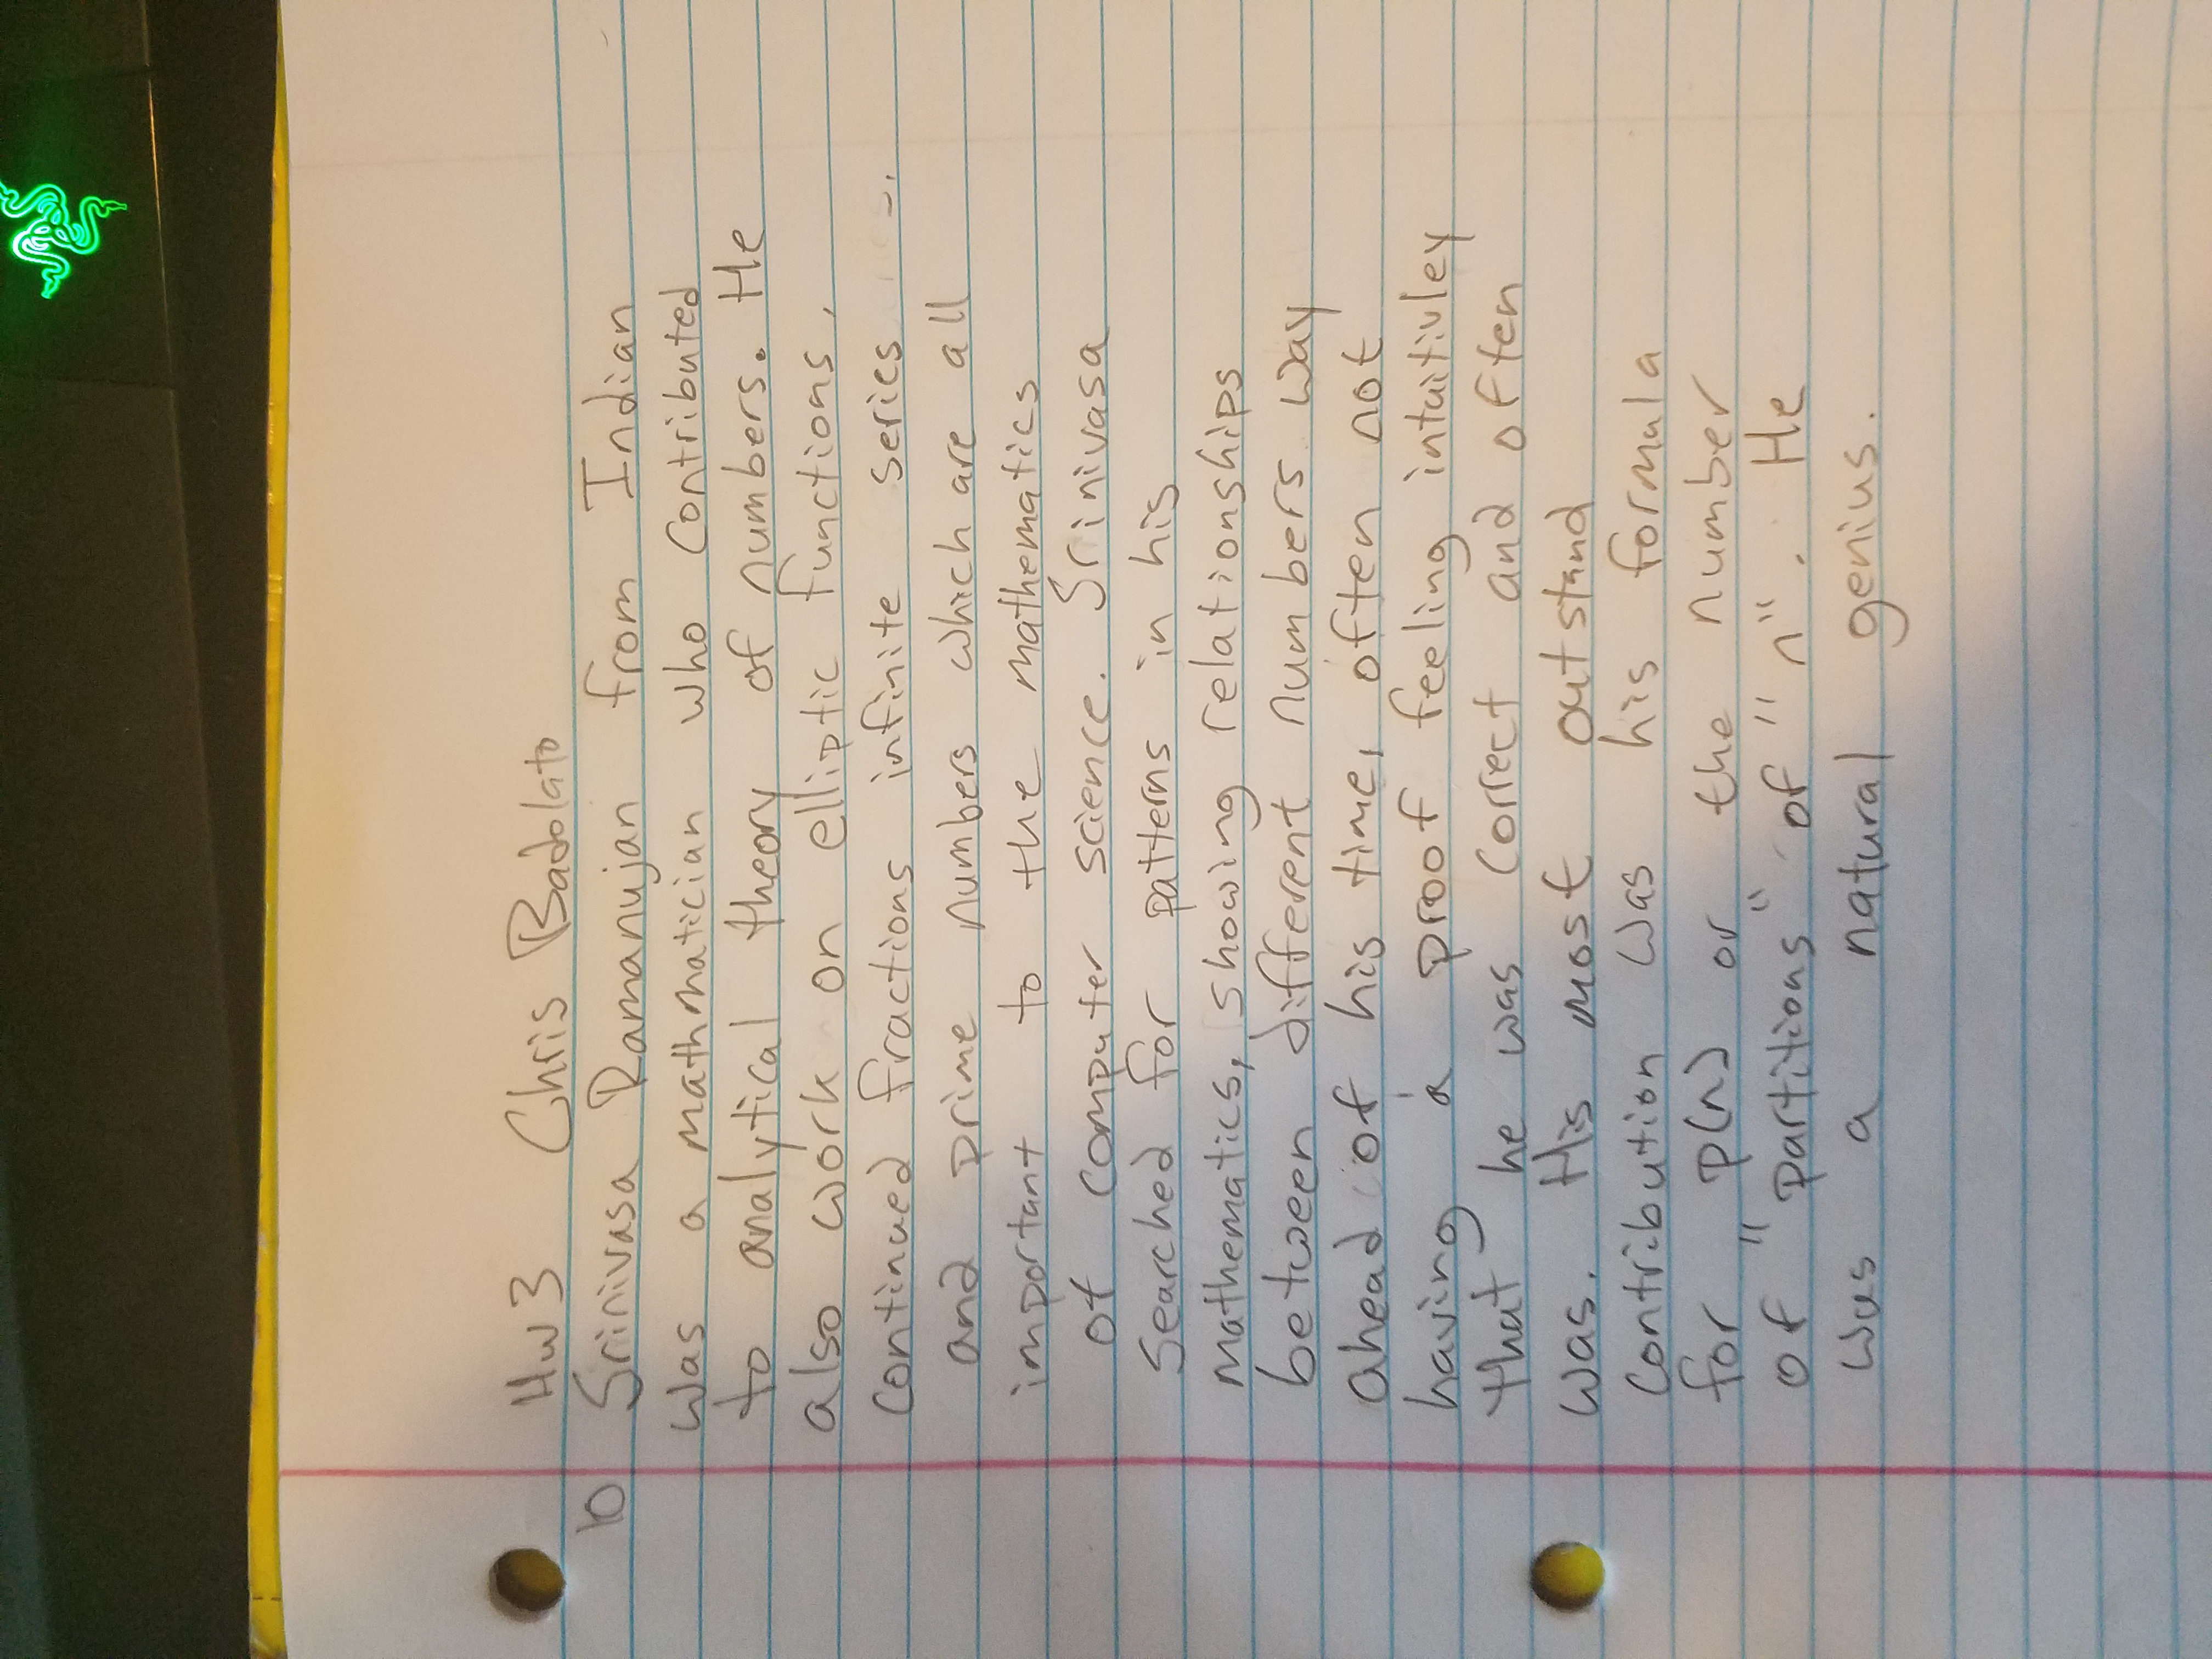 Hw3 Chris Badolato
10 Srinivasa Ramanujan from Indian
was a mathmatician who contributed
to analytical theory of numbers. He
also work on elliptic functions,
continued fractions infinite series
and prime numbers which are all
important to the mathematics
of computer science. Srinivasa
searched for patterns in his
mathematics, showing relationships
between different numbers way
ahead of his time, often not
having a proof feeling intuitivley
that he was correct and often
was. His most outstand
contribution was his formula
for p(n) or the number
of "partitions" of "n". He
was a natural genius.